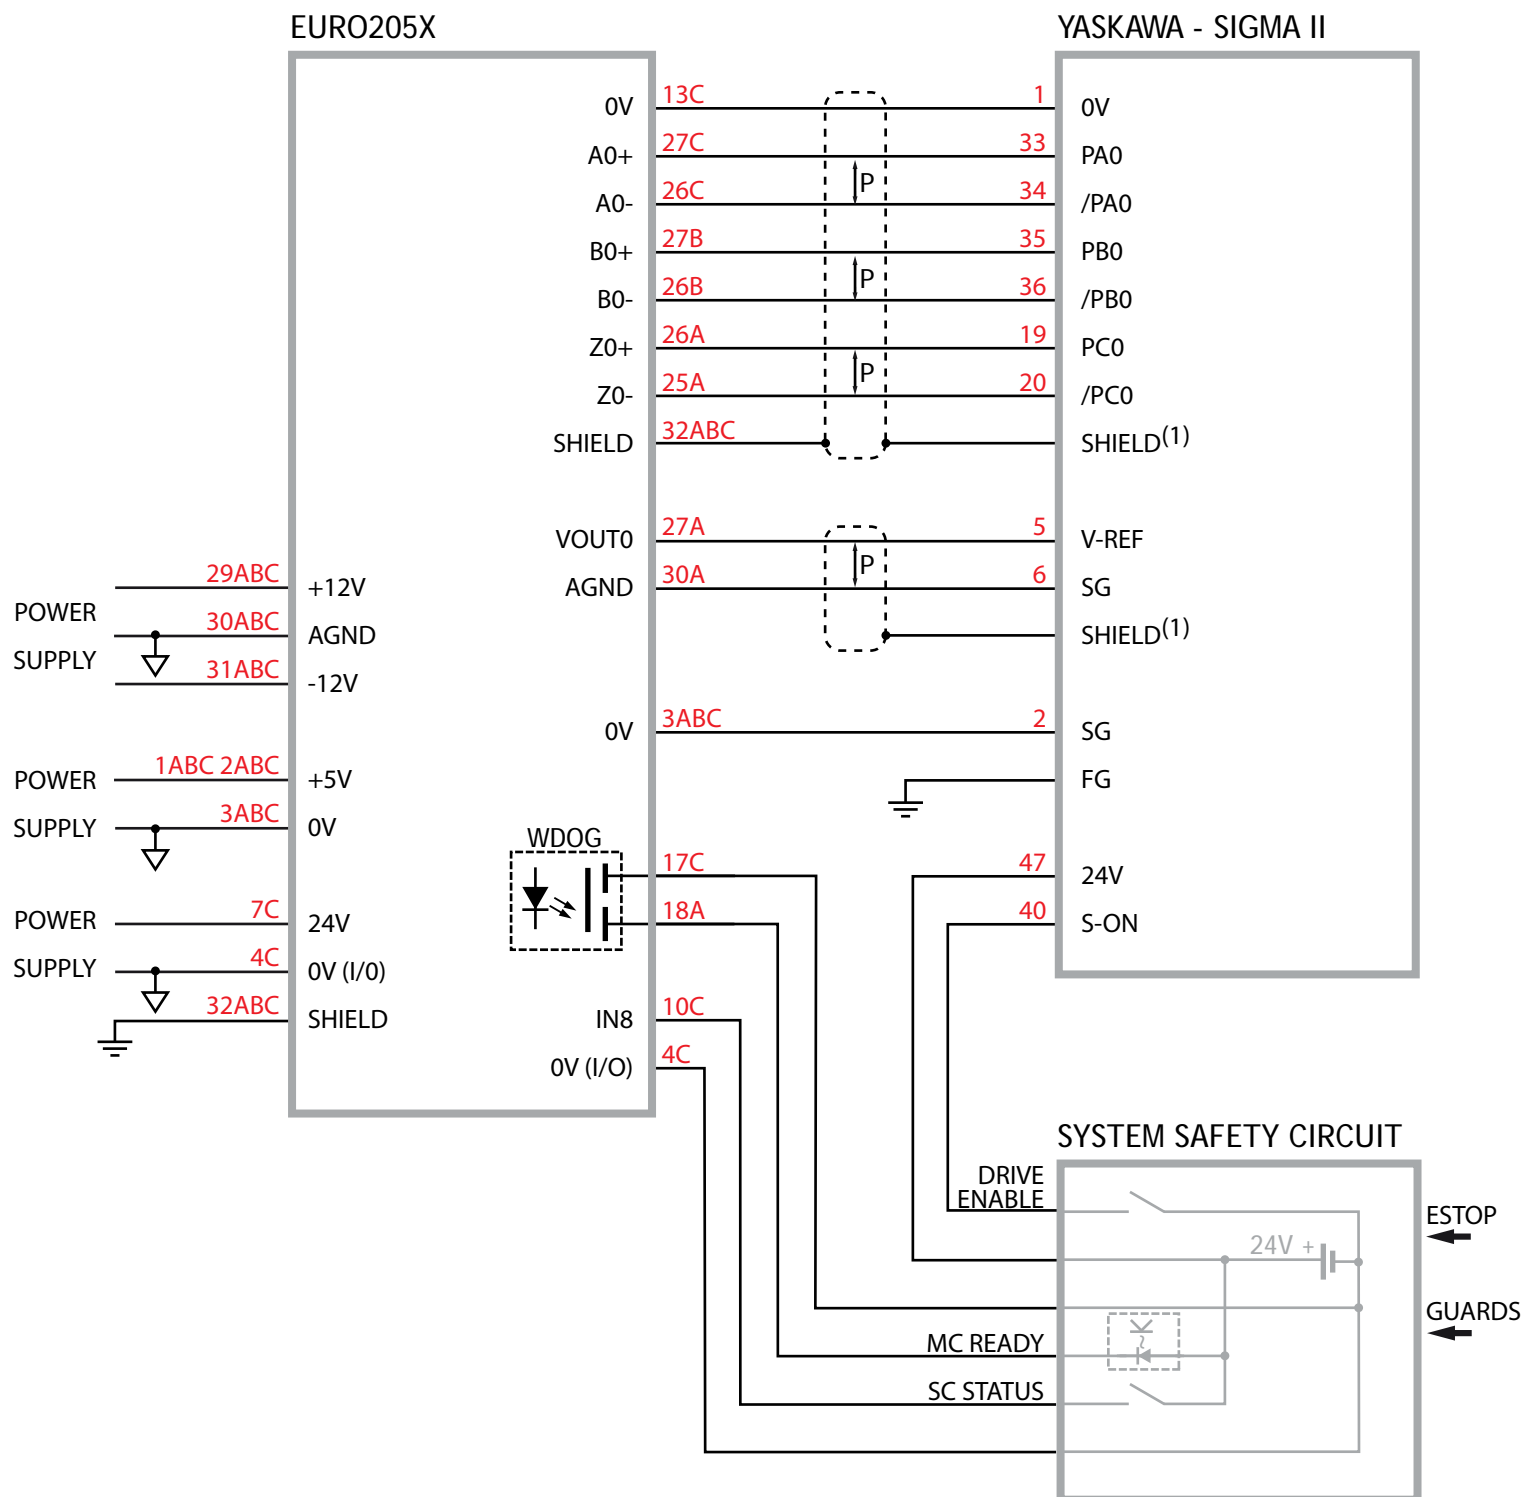 EURO205X
YASKAWA - SIGMA II
0V 13C 1 0V
A0+ 27C 33 PA0
P
A0- 26C 34 /PA0
B0+ 27B 35 PB0
P
B0- 26B 36 /PB0
Z0+ 26A 19 PC0
P
Z0- 25A 20 /PC0
SHIELD 32ABC SHIELD(1)
VOUT0 27A 5 V-REF
P
AGND 30A 6 SG
SHIELD(1)
29ABC +12V
POWER
30ABC AGND
SUPPLY
31ABC -12V
0V 3ABC 2 SG
FG
POWER 1ABC 2ABC +5V
SUPPLY 3ABC 0V
WDOG
17C 47 24V
18A 40 S-ON
POWER 7C 24V
SUPPLY 4C 0V (I/0)
32ABC SHIELD
IN8 10C
0V (I/O) 4C
SYSTEM SAFETY CIRCUIT
DRIVE
ENABLE
ESTOP
24V +
GUARDS
K~
MC READY
SC STATUS